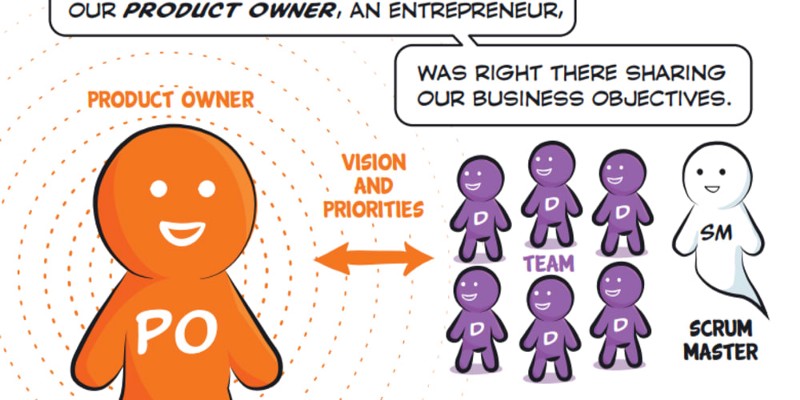 OUR PRODUCT OWNER, AN ENTREPRENEUR,
WAS RIGHT THERE SHARING
OUR BUSINESS OBJECTIVES.
PRODUCT OWNER
VISION
AND
PRIORITIES
PO
D
D
D
TEAM
D
D
D
SM
SCRUM
MASTER